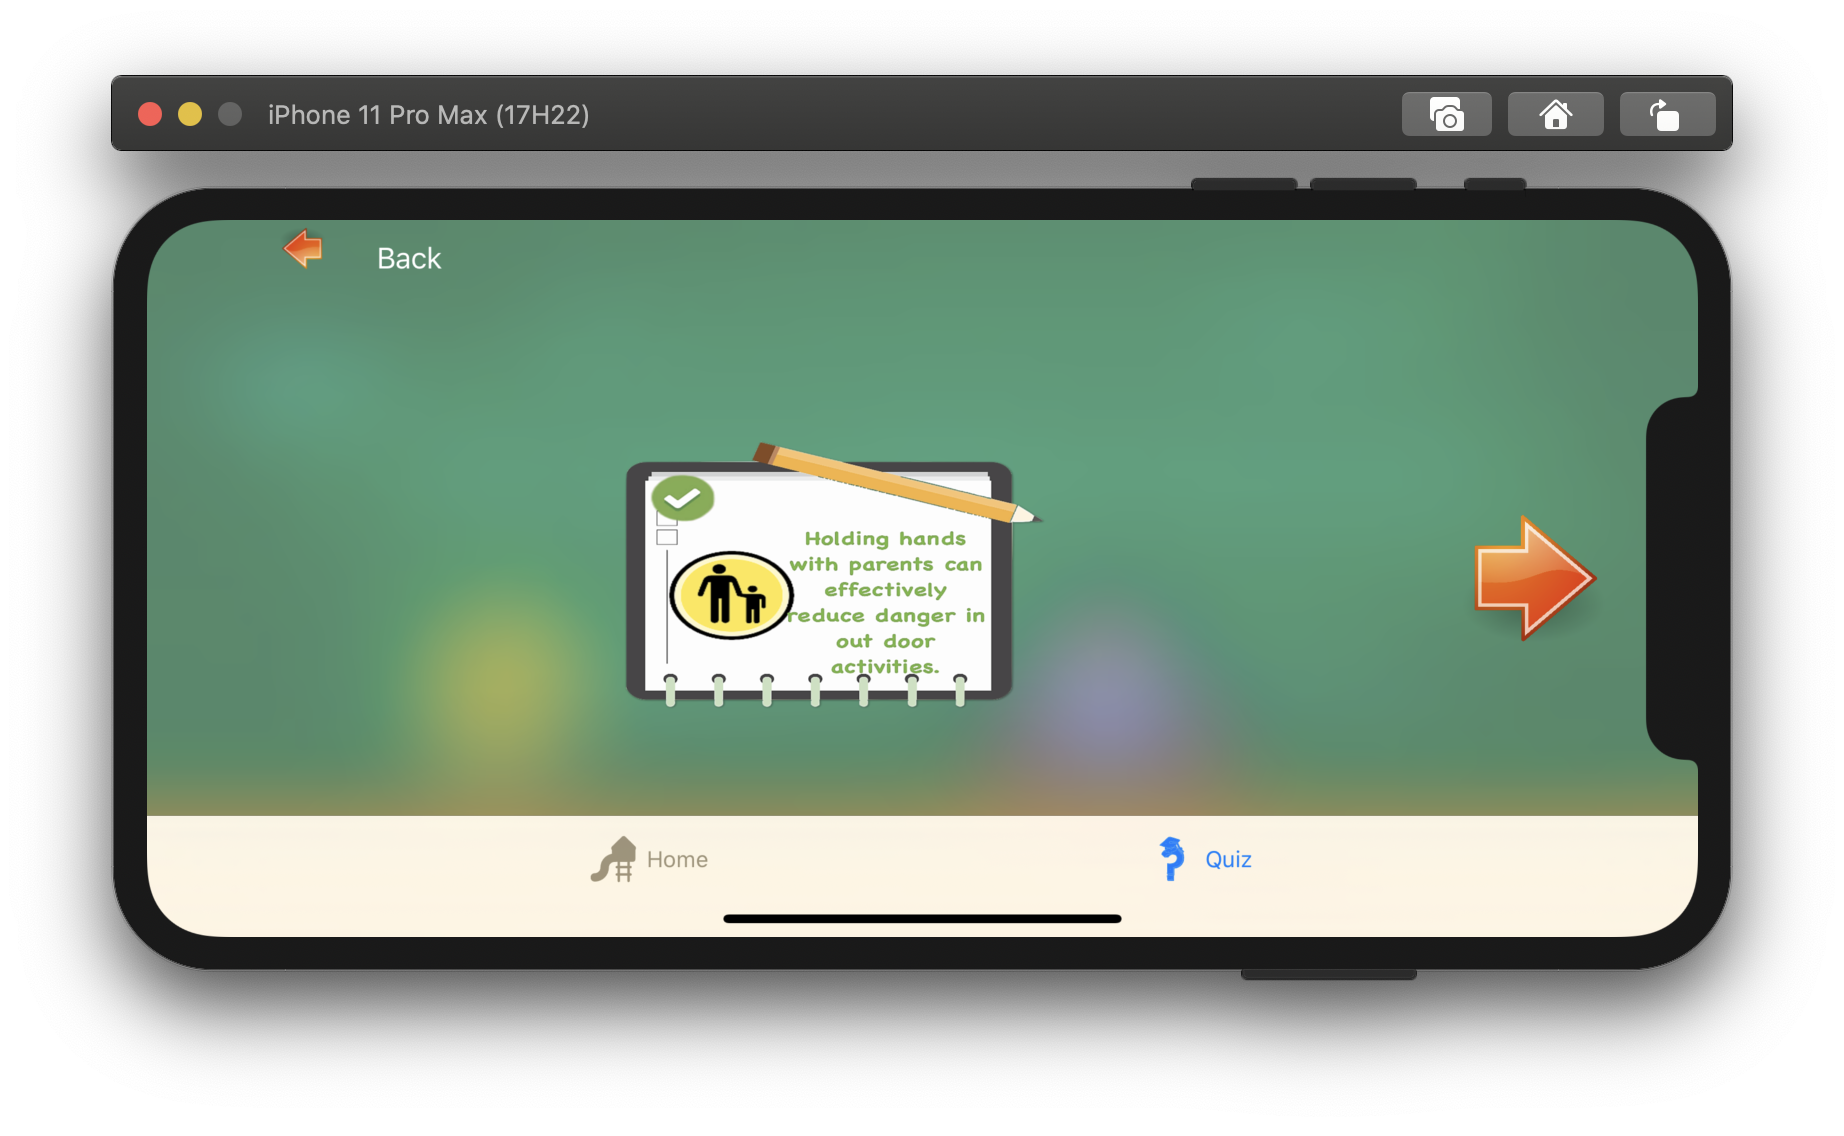 iPhone 11 Pro Max (17H22)
Back
Holding hands
with parents can
effectively
reduce danger in
out door
activities.
Home
Quiz